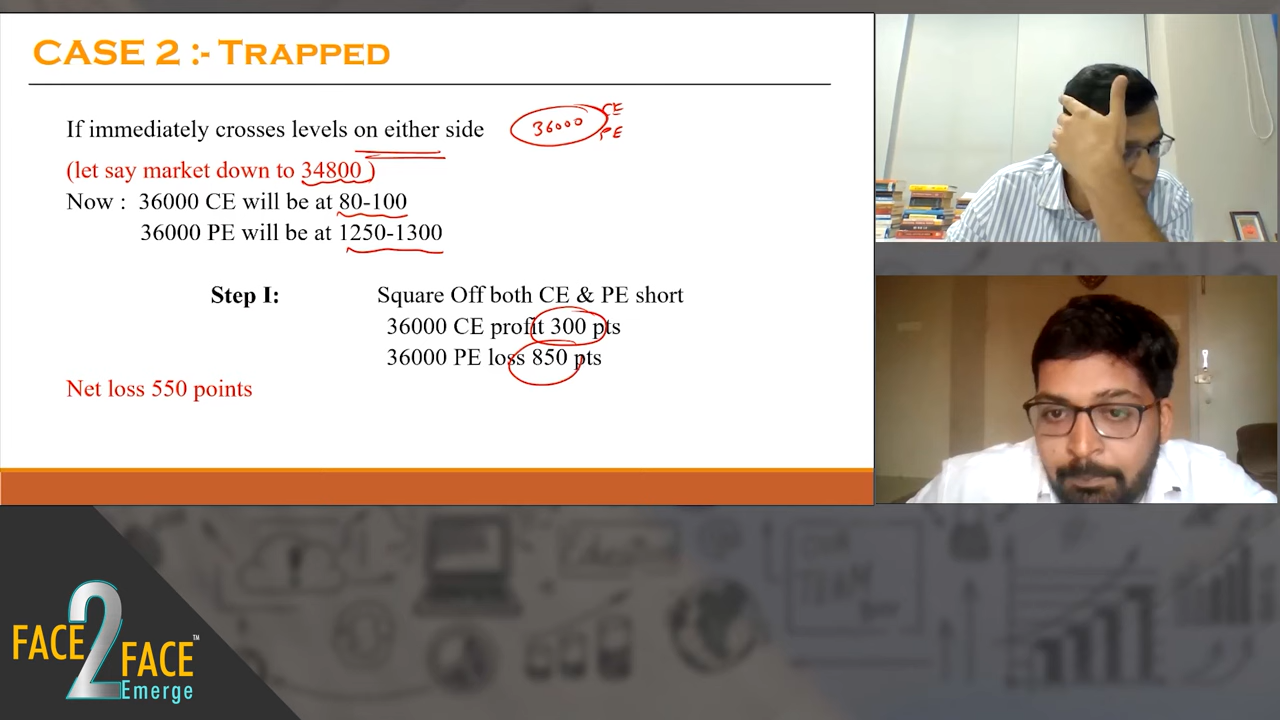 CASE 2 :- TRAPPED
If immediately crosses levels on either side
36000 CE
PE
(let say market down to 34800 )
Now : 36000 CE will be at 80-100
36000 PE will be at 1250-1300
Step I: Square Off both CE & PE short
36000 CE profit 300 pts
36000 PE loss 850 pts
Net loss 550 points
FACE 2 FACE™
Emerge